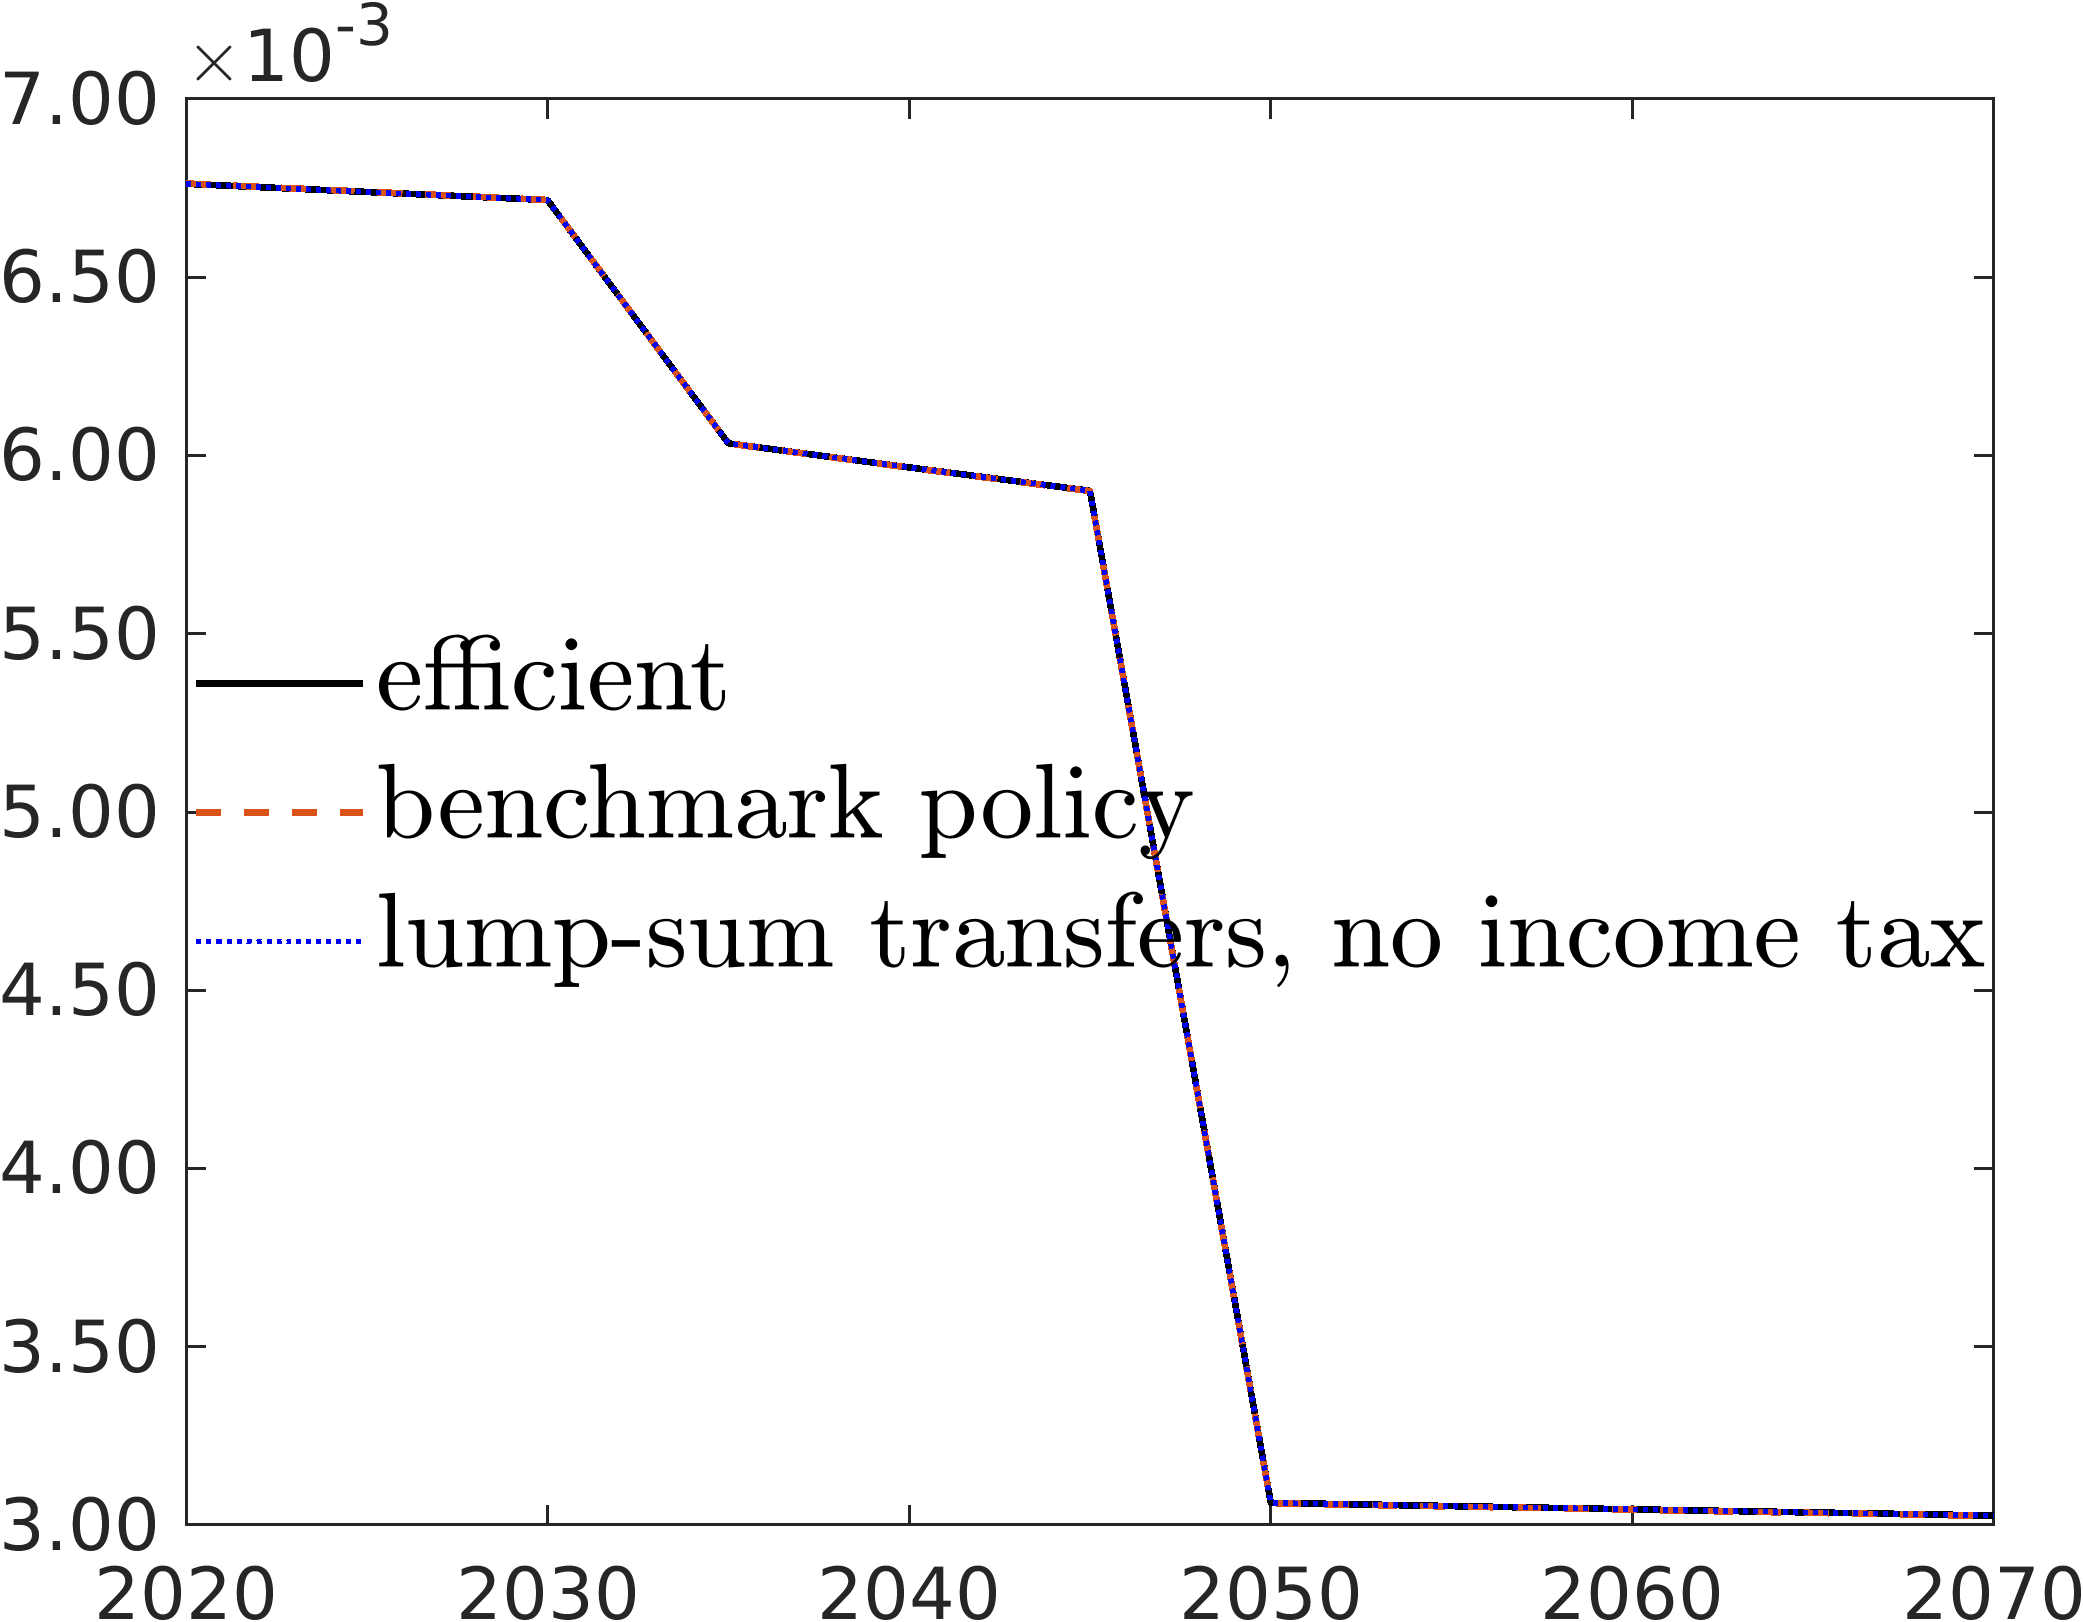 ×10-3
7.00
6.50
6.00
5.50
efficient
5.00
benchmark policy
lump-sum transfers, no income tax
4.50
4.00
3.50
3.00
2020 2030 2040 2050 2060 2070